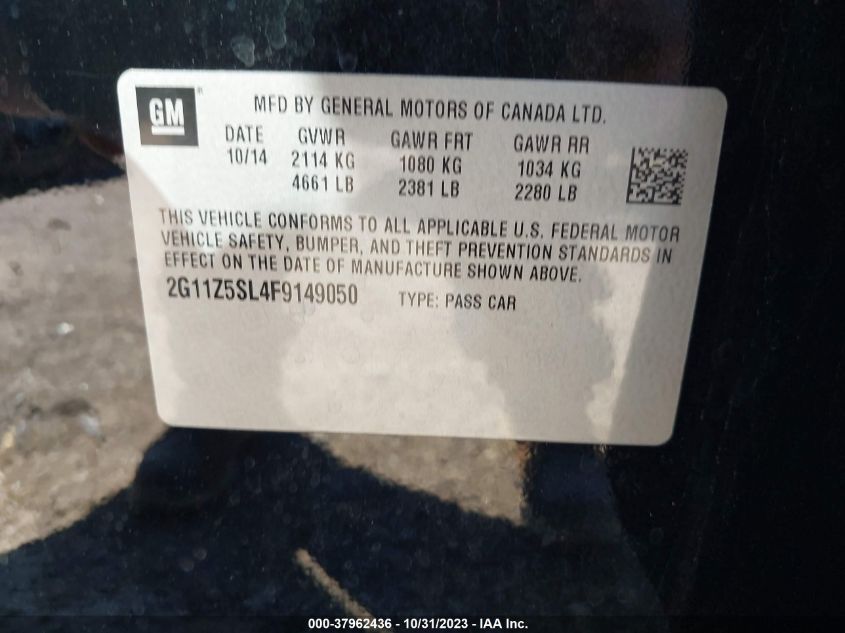 GM
®
MFD BY GENERAL MOTORS OF CANADA LTD.
DATE GVWR GAWR FRT GAWR RR
10/14 2114 KG 1080 KG 1034 KG
4661 LB 2381 LB 2280 LB
THIS VEHICLE CONFORMS TO ALL APPLICABLE U.S. FEDERAL MOTOR
VEHICLE SAFETY, BUMPER, AND THEFT PREVENTION STANDARDS IN
EFFECT ON THE DATE OF MANUFACTURE SHOWN ABOVE.
2G11Z5SL4F9149050 TYPE: PASS CAR
000-37962436 - 10/31/2023 - IAA Inc.